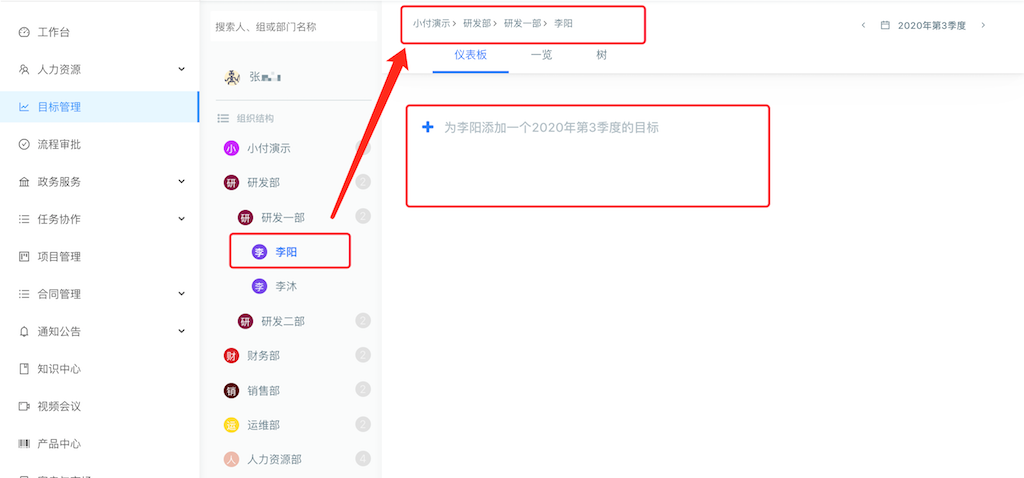 工作台
人力资源
目标管理
流程审批
政务服务
任务协作
项目管理
合同管理
通知公告
知识中心
视频会议
产品中心
搜索人、组或部门名称
张
组织结构
小 小付演示
研 研发部 2
研 研发一部 2
李 李阳
李 李沐
研 研发二部 2
财 财务部 2
销 销售部 2
运 运维部 2
人 人力资源部 4
小付演示 > 研发部 > 研发一部 > 李阳
< 2020年第3季度 >
仪表板 一览 树
+ 为李阳添加一个2020年第3季度的目标